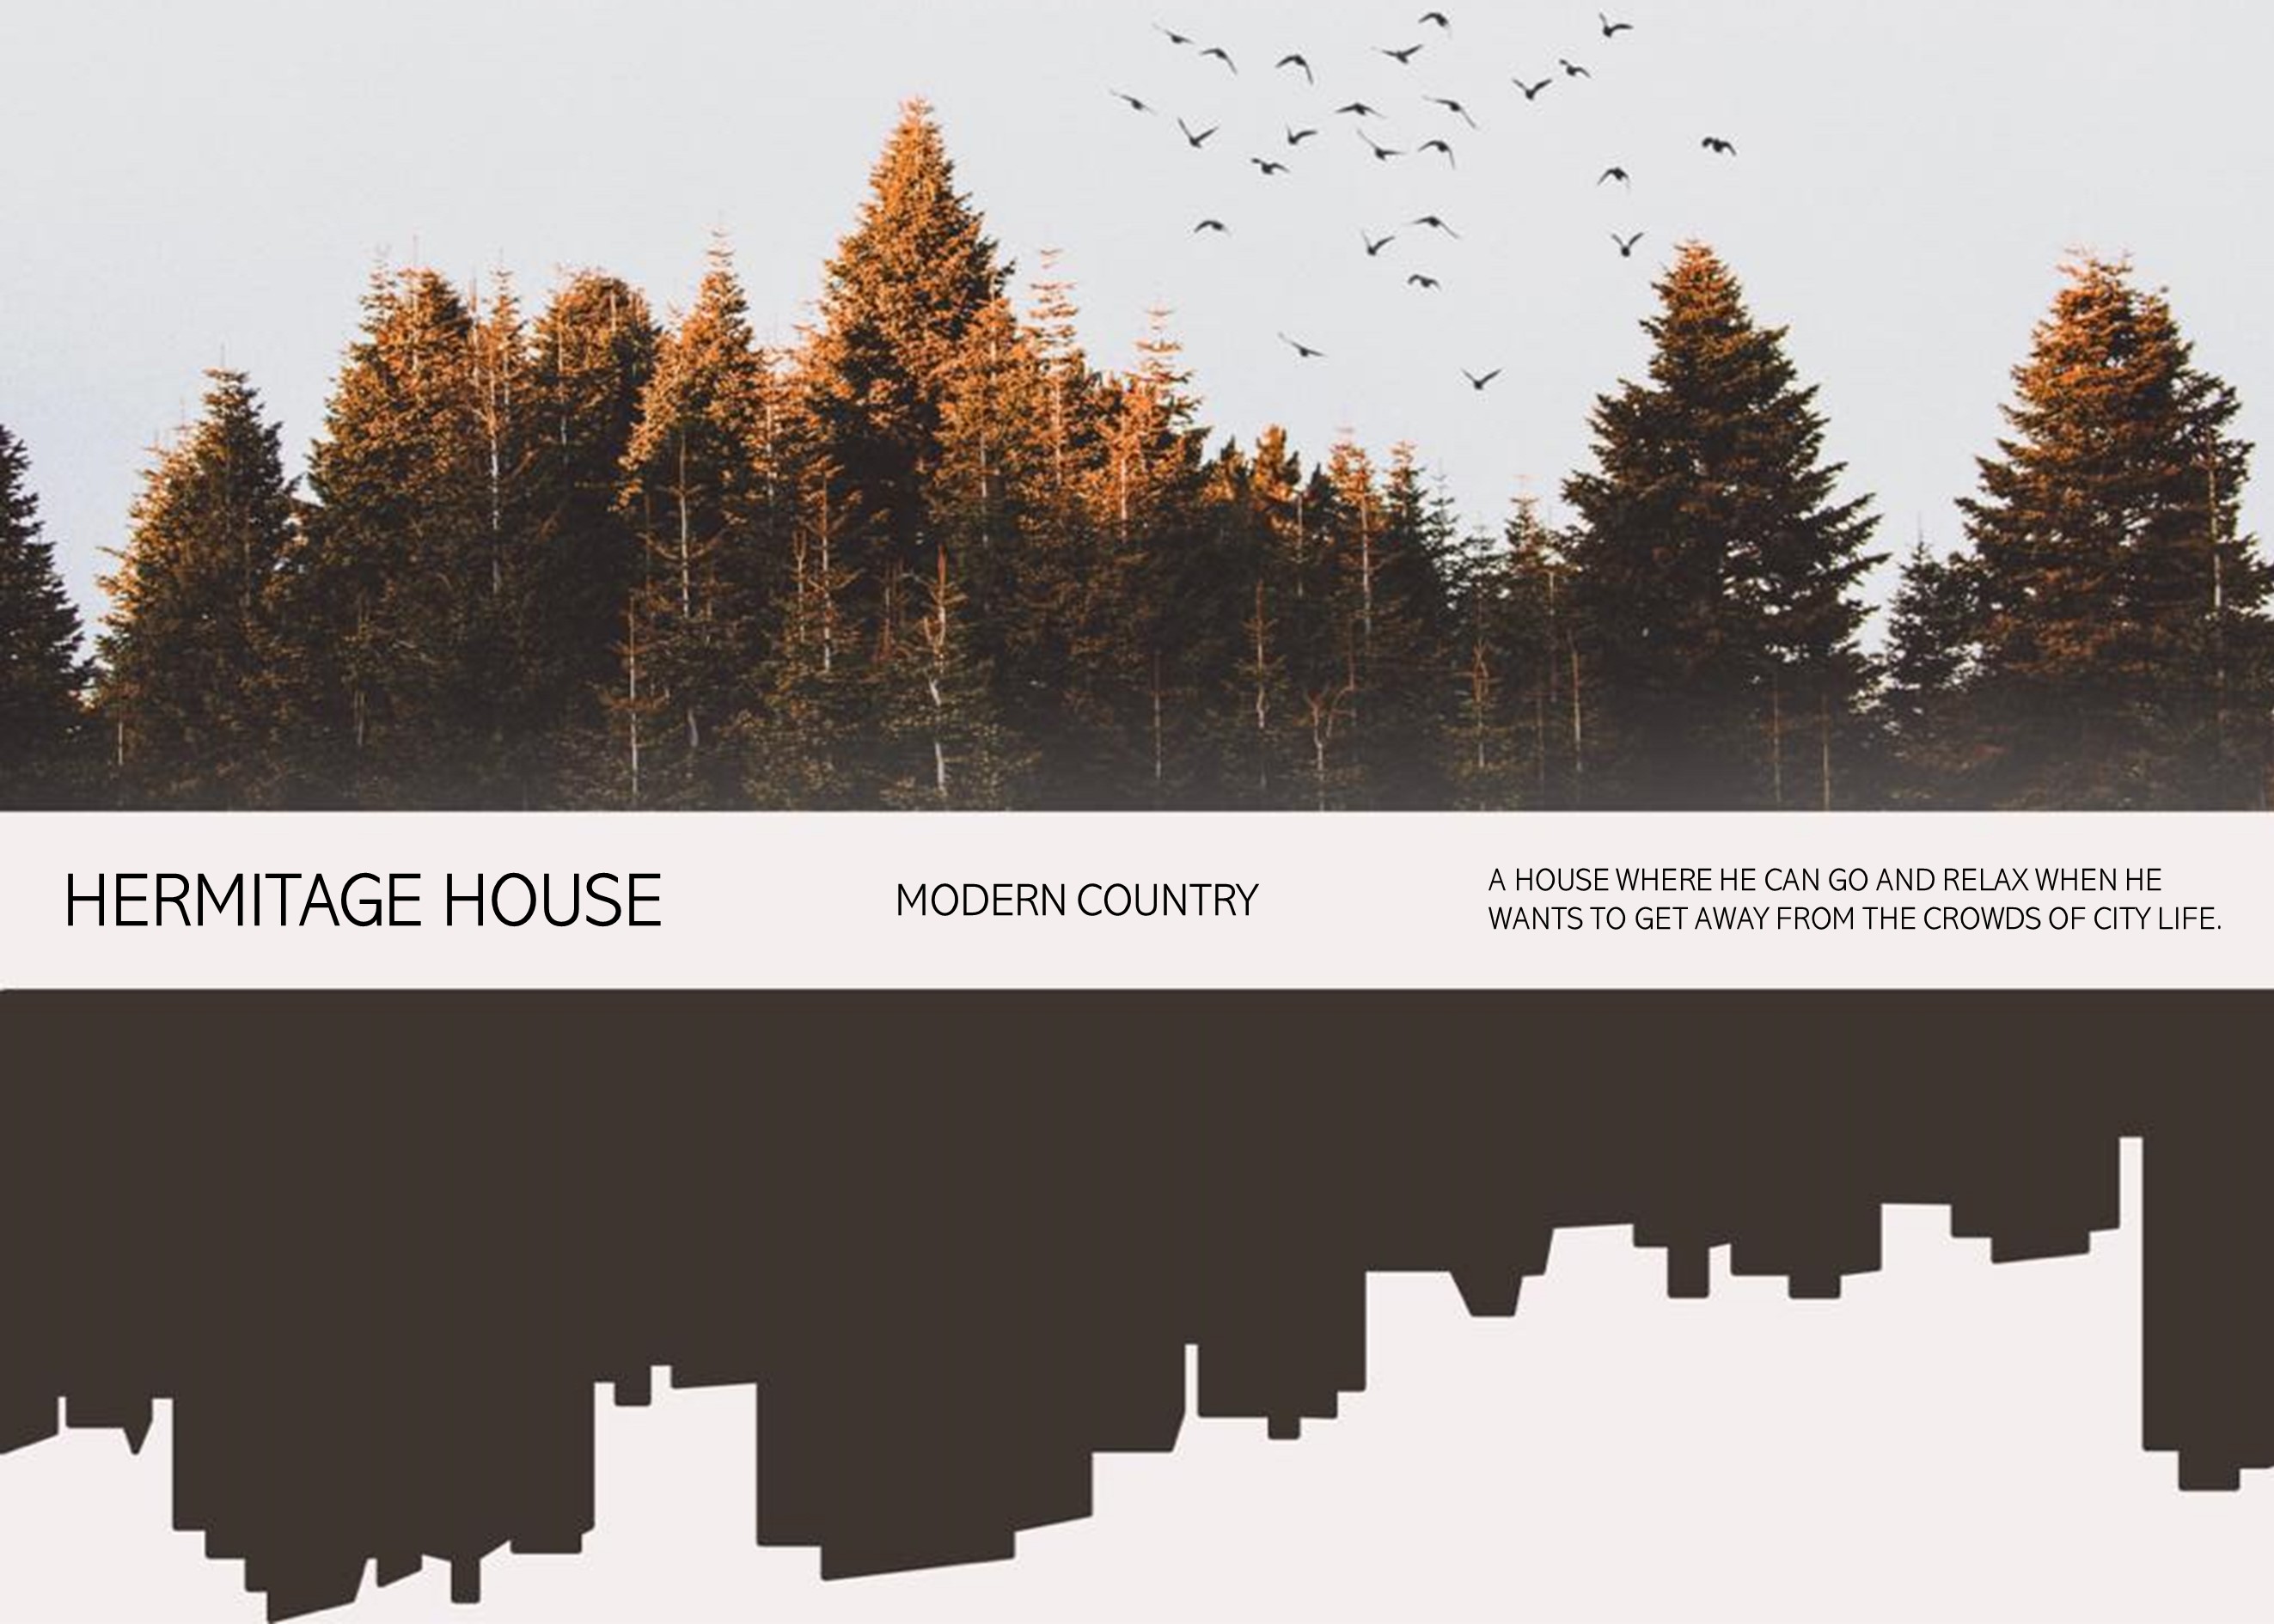 HERMITAGE HOUSE
MODERN COUNTRY
A HOUSE WHERE HE CAN GO AND RELAX WHEN HE
WANTS TO GET AWAY FROM THE CROWDS OF CITY LIFE.